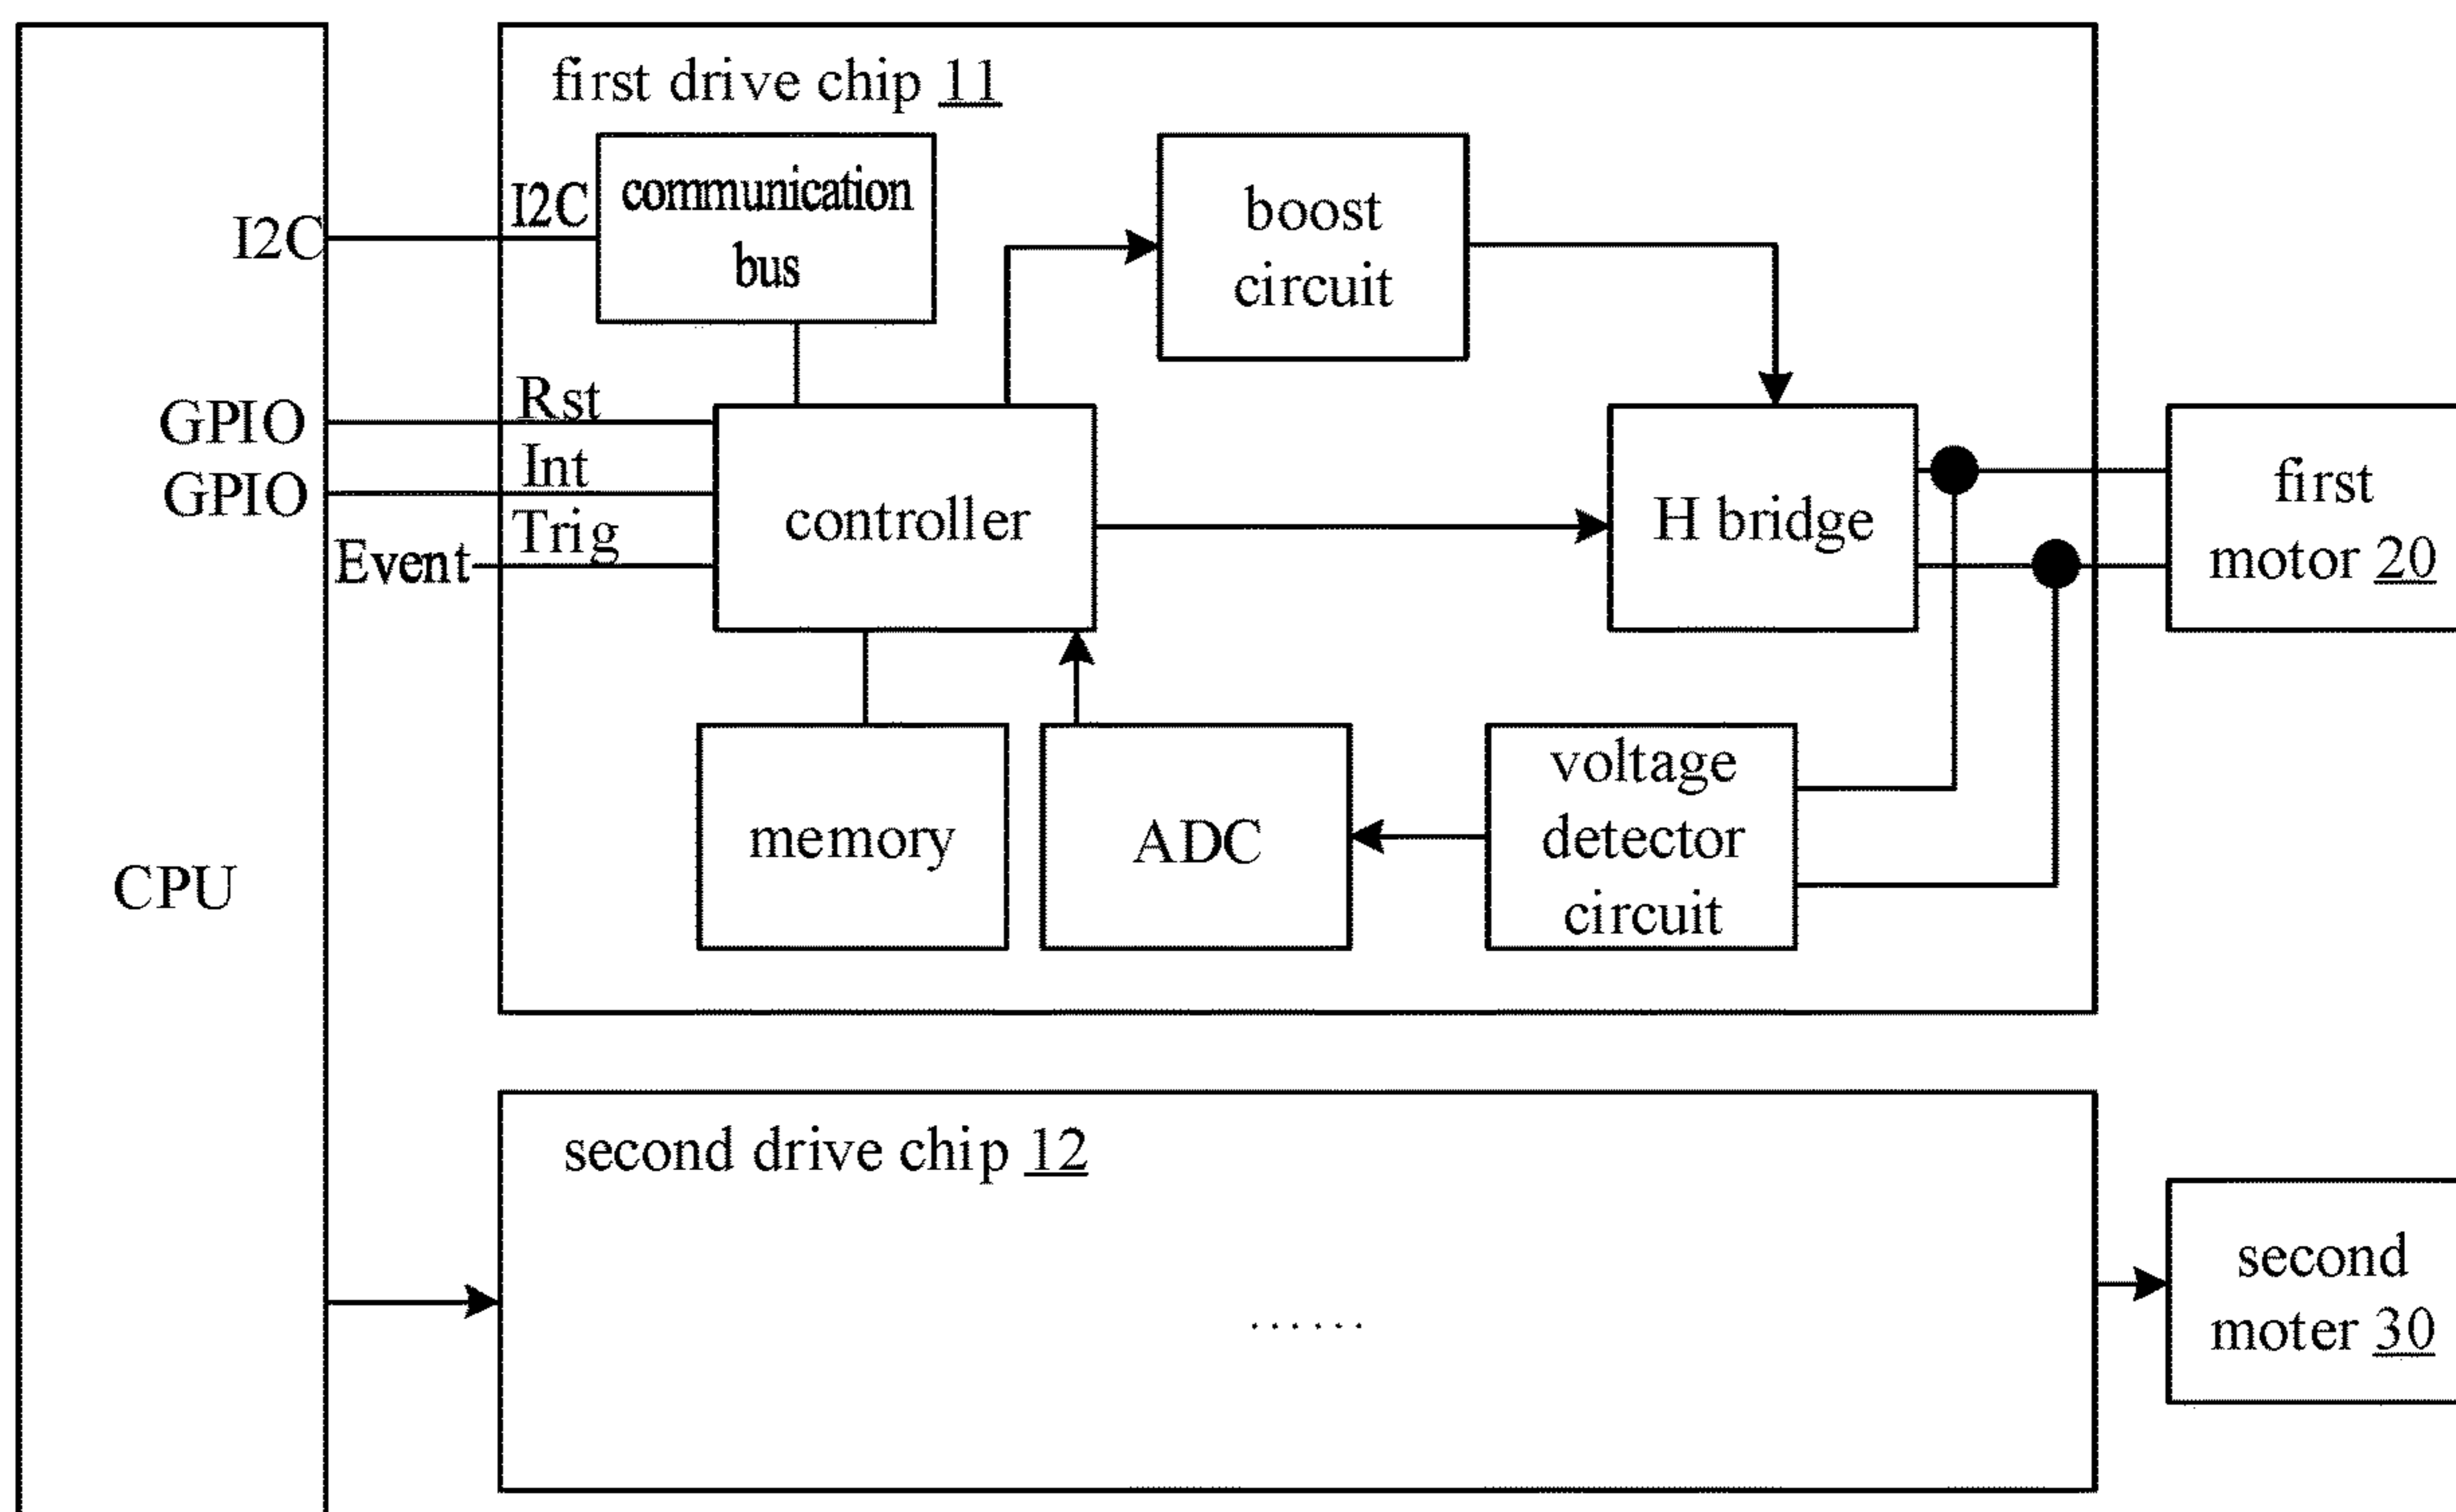 first drive chip 11
I2C
I2C
communication
bus
boost
circuit
GPIO
Rst
GPIO
Int
Event
Trig
controller
H bridge
first
motor 20
memory
ADC
voltage
detector
circuit
CPU
second drive chip 12
......
second
moter 30